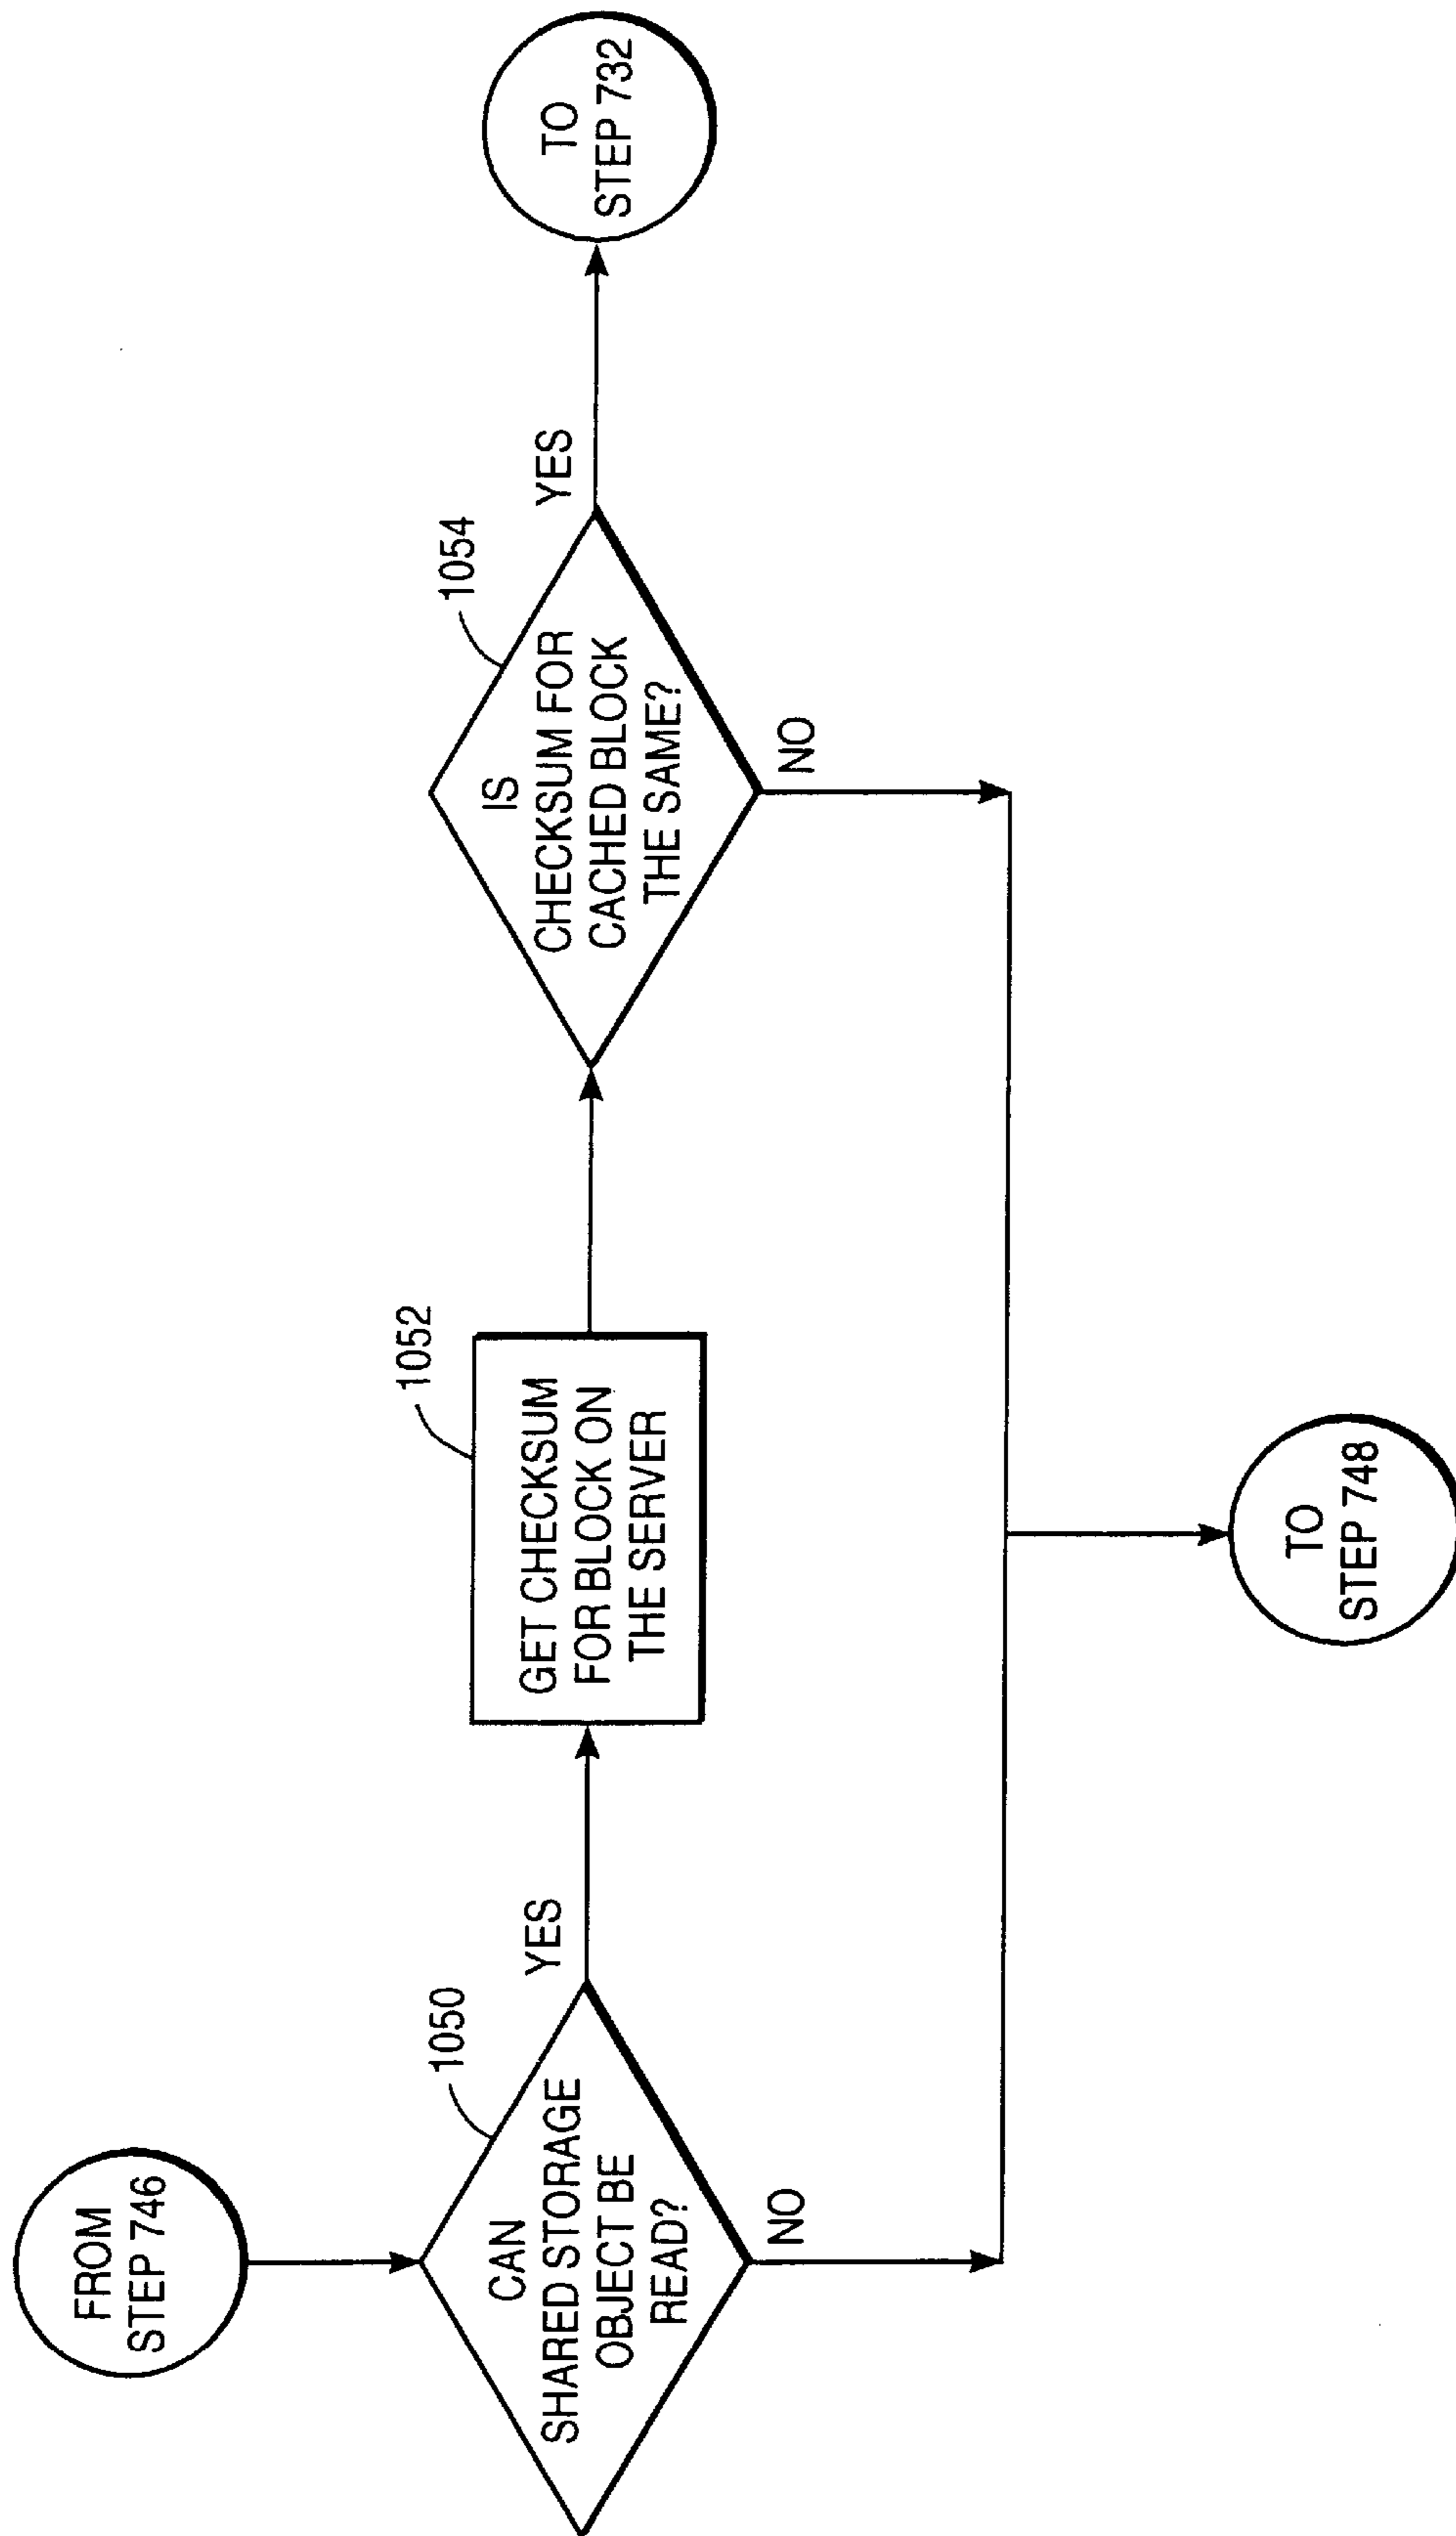 FROM
STEP 746
1050
CAN
SHARED STORAGE
OBJECT BE
READ?
YES
NO
1052
GET CHECKSUM
FOR BLOCK ON
THE SERVER
1054
IS
CHECKSUM FOR
CACHED BLOCK
THE SAME?
YES
NO
TO
STEP 732
TO
STEP 748